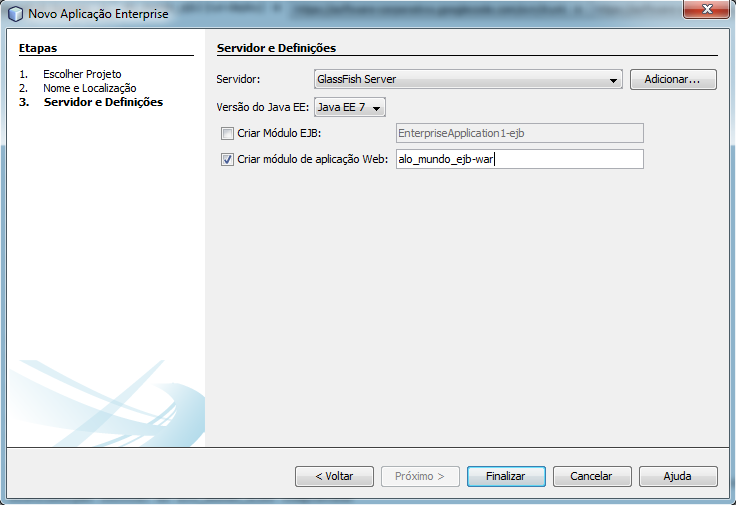 Novo Aplicação Enterprise
Etapas
1. Escolher Projeto
2. Nome e Localização
3. Servidor e Definições
Servidor e Definições
Servidor: GlassFish Server Adicionar...
Versão do Java EE: Java EE 7
Criar Módulo EJB: EnterpriseApplication1-ejb
Criar módulo de aplicação Web: alo_mundo_ejb-war
< Voltar Próximo > Finalizar Cancelar Ajuda